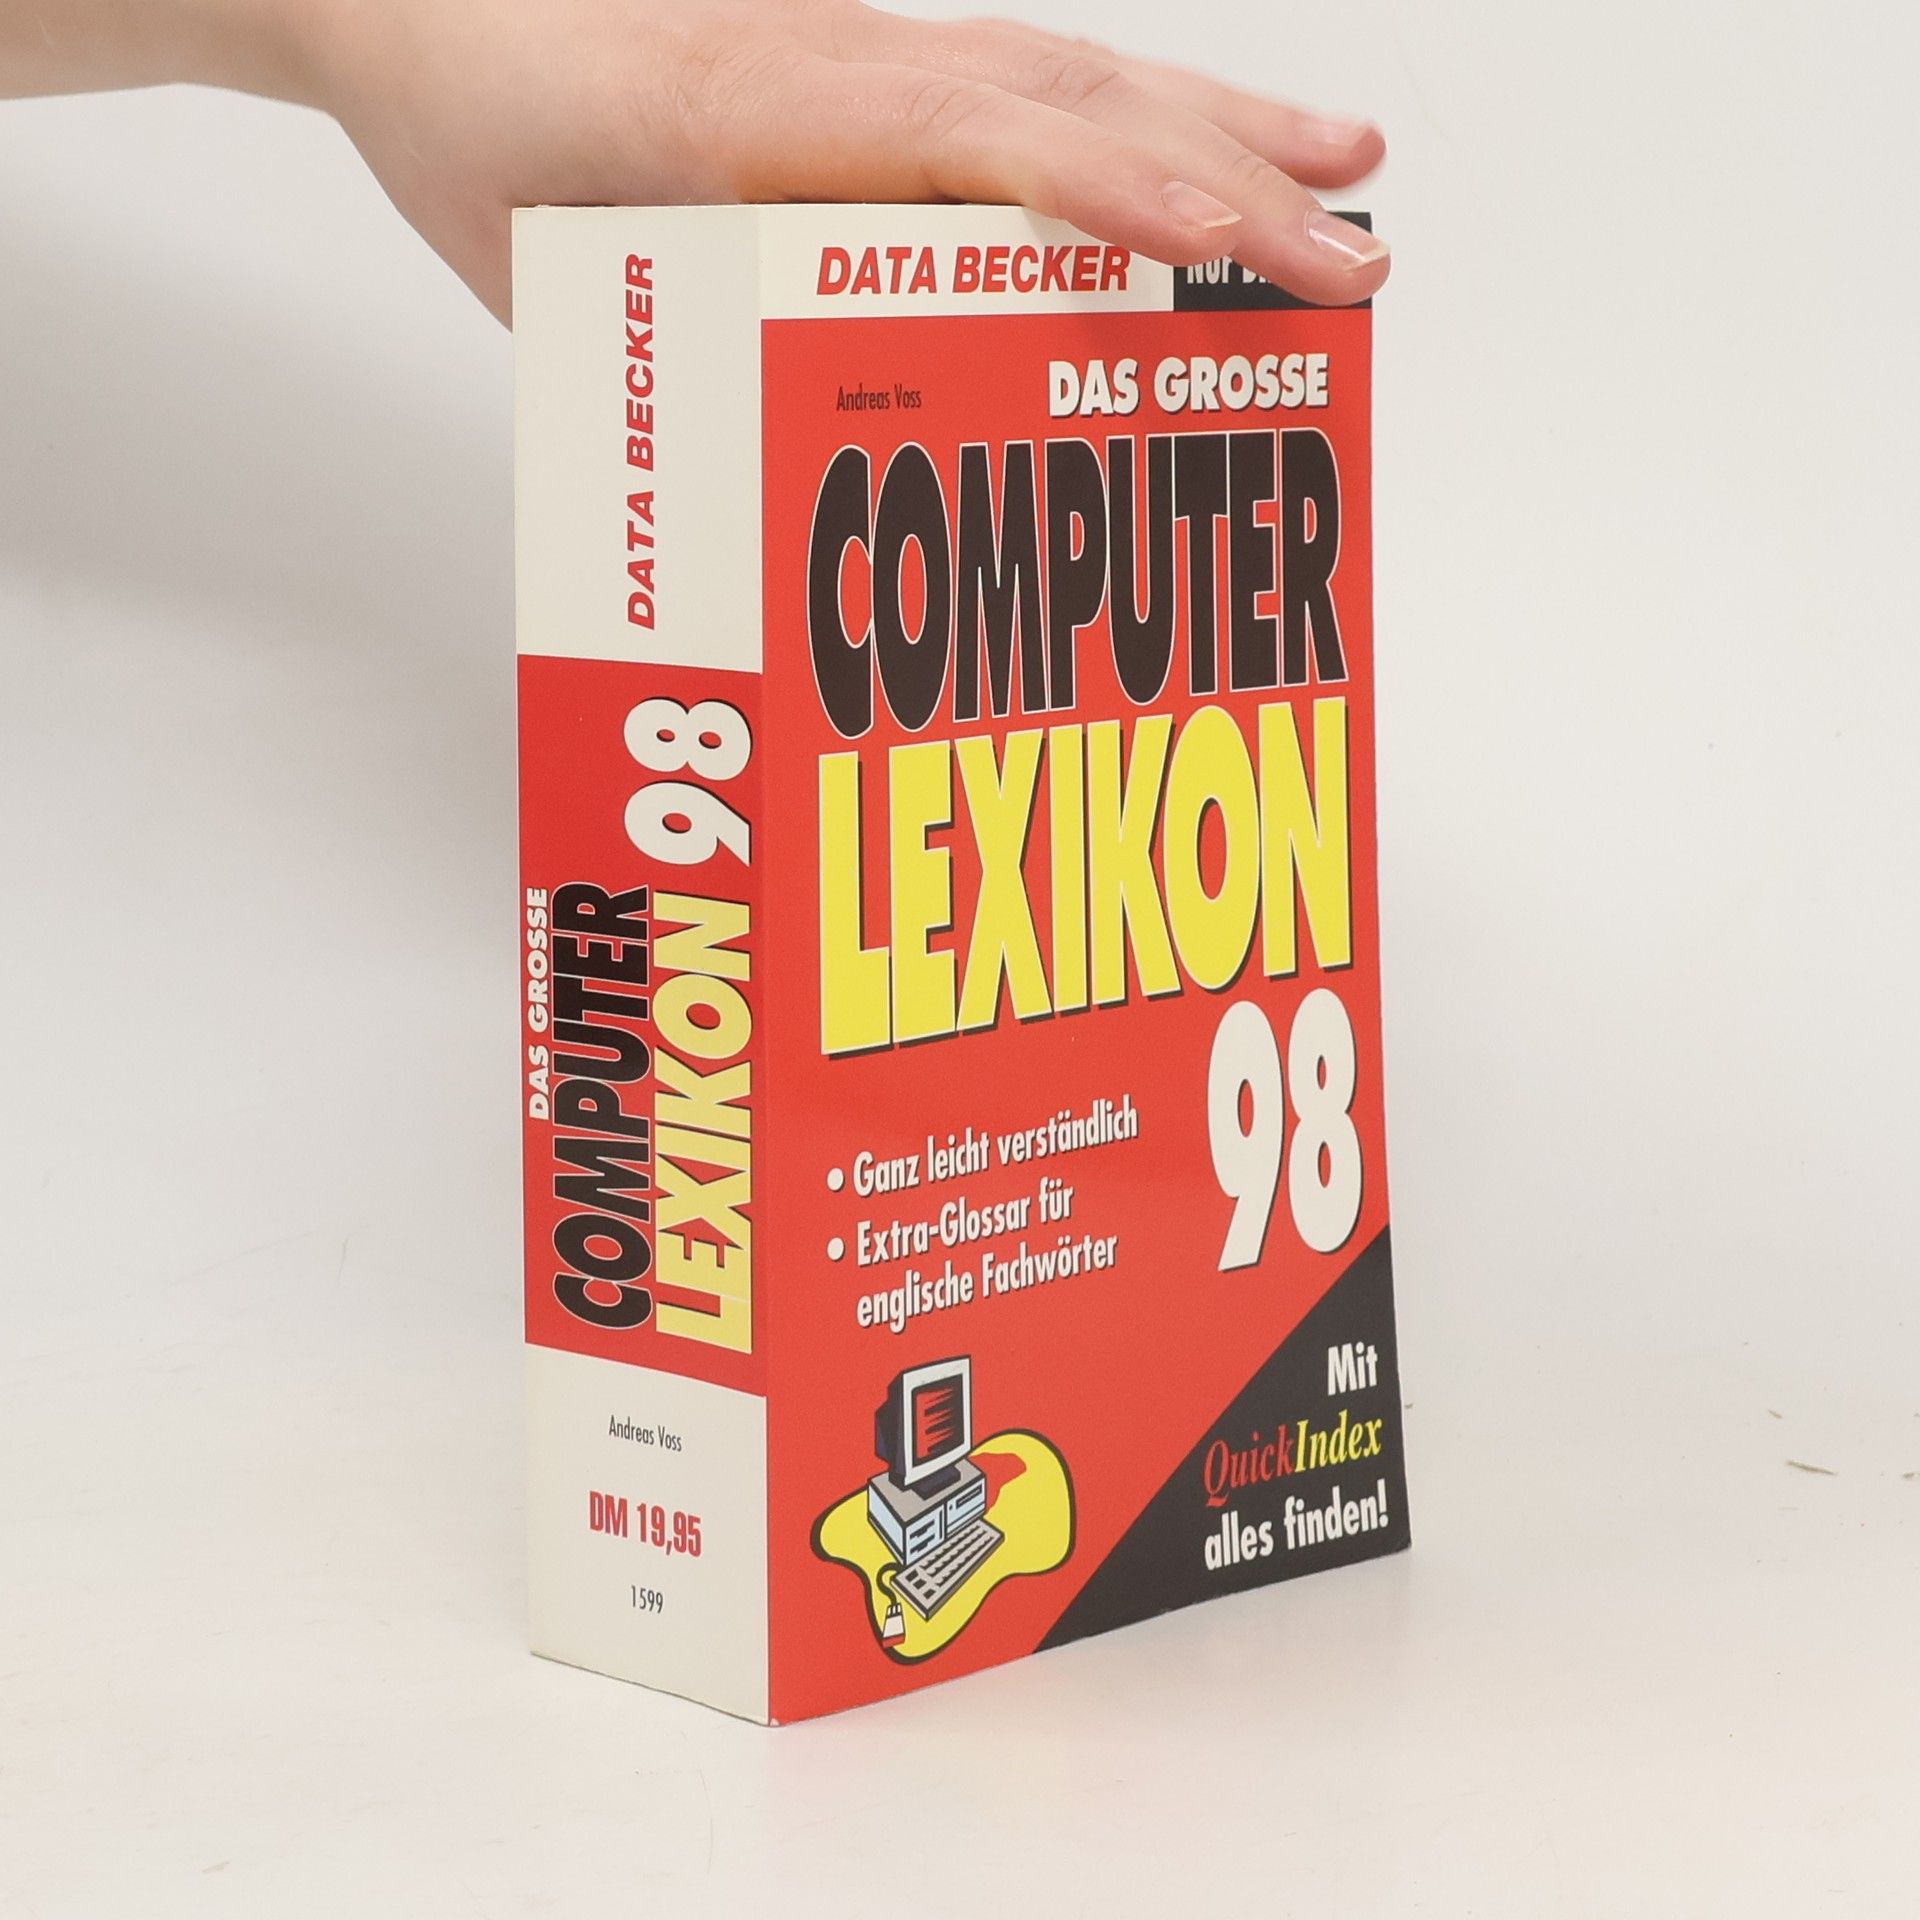 DATA BECKER
DAS GROSSE
COMPUTER
LEXIKON 98
Andreas Voss
DM 19,95
1599
DATA BECKER
Andreas Voss
DAS GROSSE
COMPUTER
LEXIKON
98
• Ganz leicht verständlich
• Extra-Glossar für
englische Fachwörter
Mit
QuickIndex
alles finden!